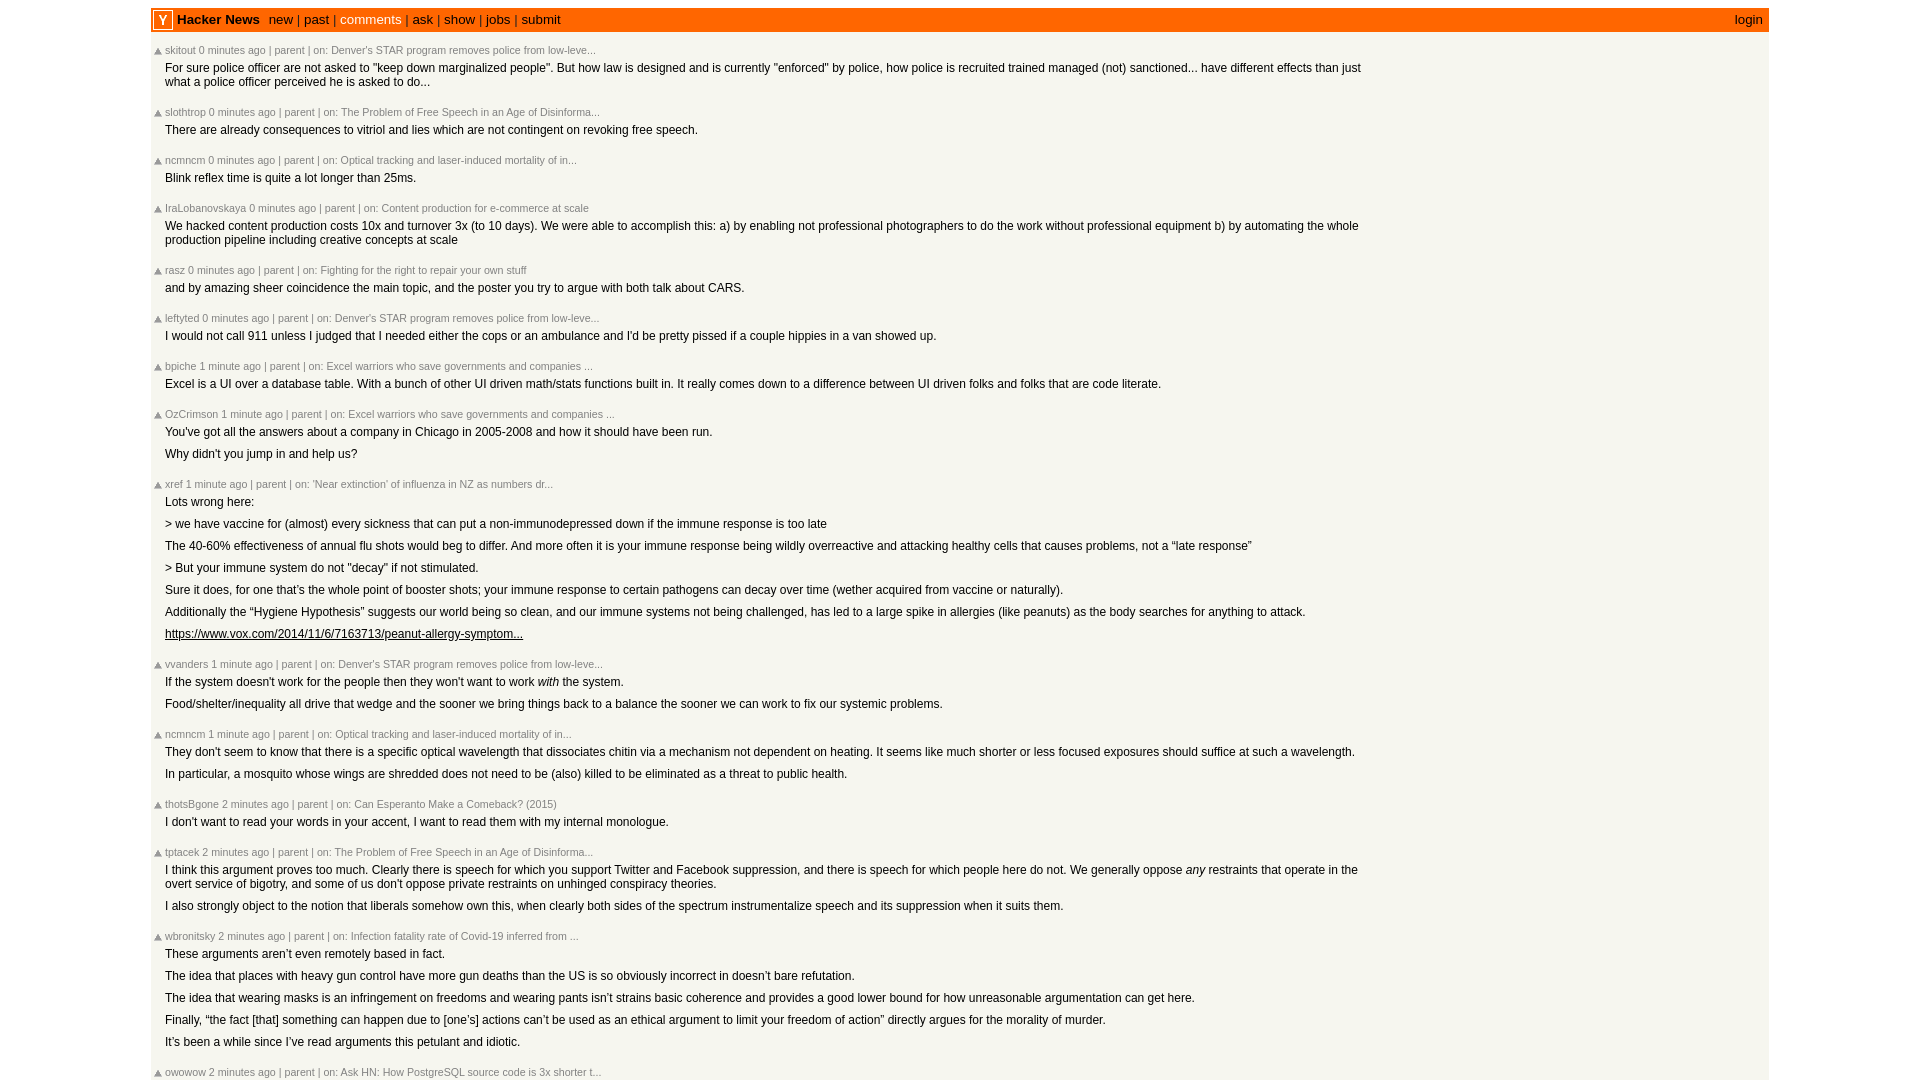 Y Hacker News new | past | comments | ask | show | jobs | submit login
skitout 0 minutes ago | parent | on: Denver's STAR program removes police from low-leve...
For sure police officer are not asked to "keep down marginalized people". But how law is designed and is currently "enforced" by police, how police is recruited trained managed (not) sanctioned... have different effects than just
what a police officer perceived he is asked to do...
slothtrop 0 minutes ago | parent | on: The Problem of Free Speech in an Age of Disinforma...
There are already consequences to vitriol and lies which are not contingent on revoking free speech.
ncmncm 0 minutes ago | parent | on: Optical tracking and laser-induced mortality of in...
Blink reflex time is quite a lot longer than 25ms.
IraLobanovskaya 0 minutes ago | parent | on: Content production for e-commerce at scale
We hacked content production costs 10x and turnover 3x (to 10 days). We were able to accomplish this: a) by enabling not professional photographers to do the work without professional equipment b) by automating the whole
production pipeline including creative concepts at scale
rasz 0 minutes ago | parent | on: Fighting for the right to repair your own stuff
and by amazing sheer coincidence the main topic, and the poster you try to argue with both talk about CARS.
leftyted 0 minutes ago | parent | on: Denver's STAR program removes police from low-leve...
I would not call 911 unless I judged that I needed either the cops or an ambulance and I'd be pretty pissed if a couple hippies in a van showed up.
bpiche 1 minute ago | parent | on: Excel warriors who save governments and companies ...
Excel is a UI over a database table. With a bunch of other UI driven math/stats functions built in. It really comes down to a difference between UI driven folks and folks that are code literate.
OzCrimson 1 minute ago | parent | on: Excel warriors who save governments and companies ...
You've got all the answers about a company in Chicago in 2005-2008 and how it should have been run.
Why didn't you jump in and help us?
xref 1 minute ago | parent | on: 'Near extinction' of influenza in NZ as numbers dr...
Lots wrong here:
> we have vaccine for (almost) every sickness that can put a non-immunodepressed down if the immune response is too late
The 40-60% effectiveness of annual flu shots would beg to differ. And more often it is your immune response being wildly overreactive and attacking healthy cells that causes problems, not a “late response”
> But your immune system do not "decay" if not stimulated.
Sure it does, for one that’s the whole point of booster shots; your immune response to certain pathogens can decay over time (wether acquired from vaccine or naturally).
Additionally the “Hygiene Hypothesis” suggests our world being so clean, and our immune systems not being challenged, has led to a large spike in allergies (like peanuts) as the body searches for anything to attack.
https://www.vox.com/2014/11/6/7163713/peanut-allergy-symptom...
vvanders 1 minute ago | parent | on: Denver's STAR program removes police from low-leve...
If the system doesn't work for the people then they won't want to work with the system.
Food/shelter/inequality all drive that wedge and the sooner we bring things back to a balance the sooner we can work to fix our systemic problems.
ncmncm 1 minute ago | parent | on: Optical tracking and laser-induced mortality of in...
They don't seem to know that there is a specific optical wavelength that dissociates chitin via a mechanism not dependent on heating. It seems like much shorter or less focused exposures should suffice at such a wavelength.
In particular, a mosquito whose wings are shredded does not need to be (also) killed to be eliminated as a threat to public health.
thotsBgone 2 minutes ago | parent | on: Can Esperanto Make a Comeback? (2015)
I don't want to read your words in your accent, I want to read them with my internal monologue.
tptacek 2 minutes ago | parent | on: The Problem of Free Speech in an Age of Disinforma...
I think this argument proves too much. Clearly there is speech for which you support Twitter and Facebook suppression, and there is speech for which people here do not. We generally oppose any restraints that operate in the
overt service of bigotry, and some of us don't oppose private restraints on unhinged conspiracy theories.
I also strongly object to the notion that liberals somehow own this, when clearly both sides of the spectrum instrumentalize speech and its suppression when it suits them.
wbronitsky 2 minutes ago | parent | on: Infection fatality rate of Covid-19 inferred from ...
These arguments aren’t even remotely based in fact.
The idea that places with heavy gun control have more gun deaths than the US is so obviously incorrect in doesn’t bare refutation.
The idea that wearing masks is an infringement on freedoms and wearing pants isn’t strains basic coherence and provides a good lower bound for how unreasonable argumentation can get here.
Finally, “the fact [that] something can happen due to [one’s] actions can’t be used as an ethical argument to limit your freedom of action” directly argues for the morality of murder.
It’s been a while since I’ve read arguments this petulant and idiotic.
owowow 2 minutes ago | parent | on: Ask HN: How PostgreSQL source code is 3x shorter t...